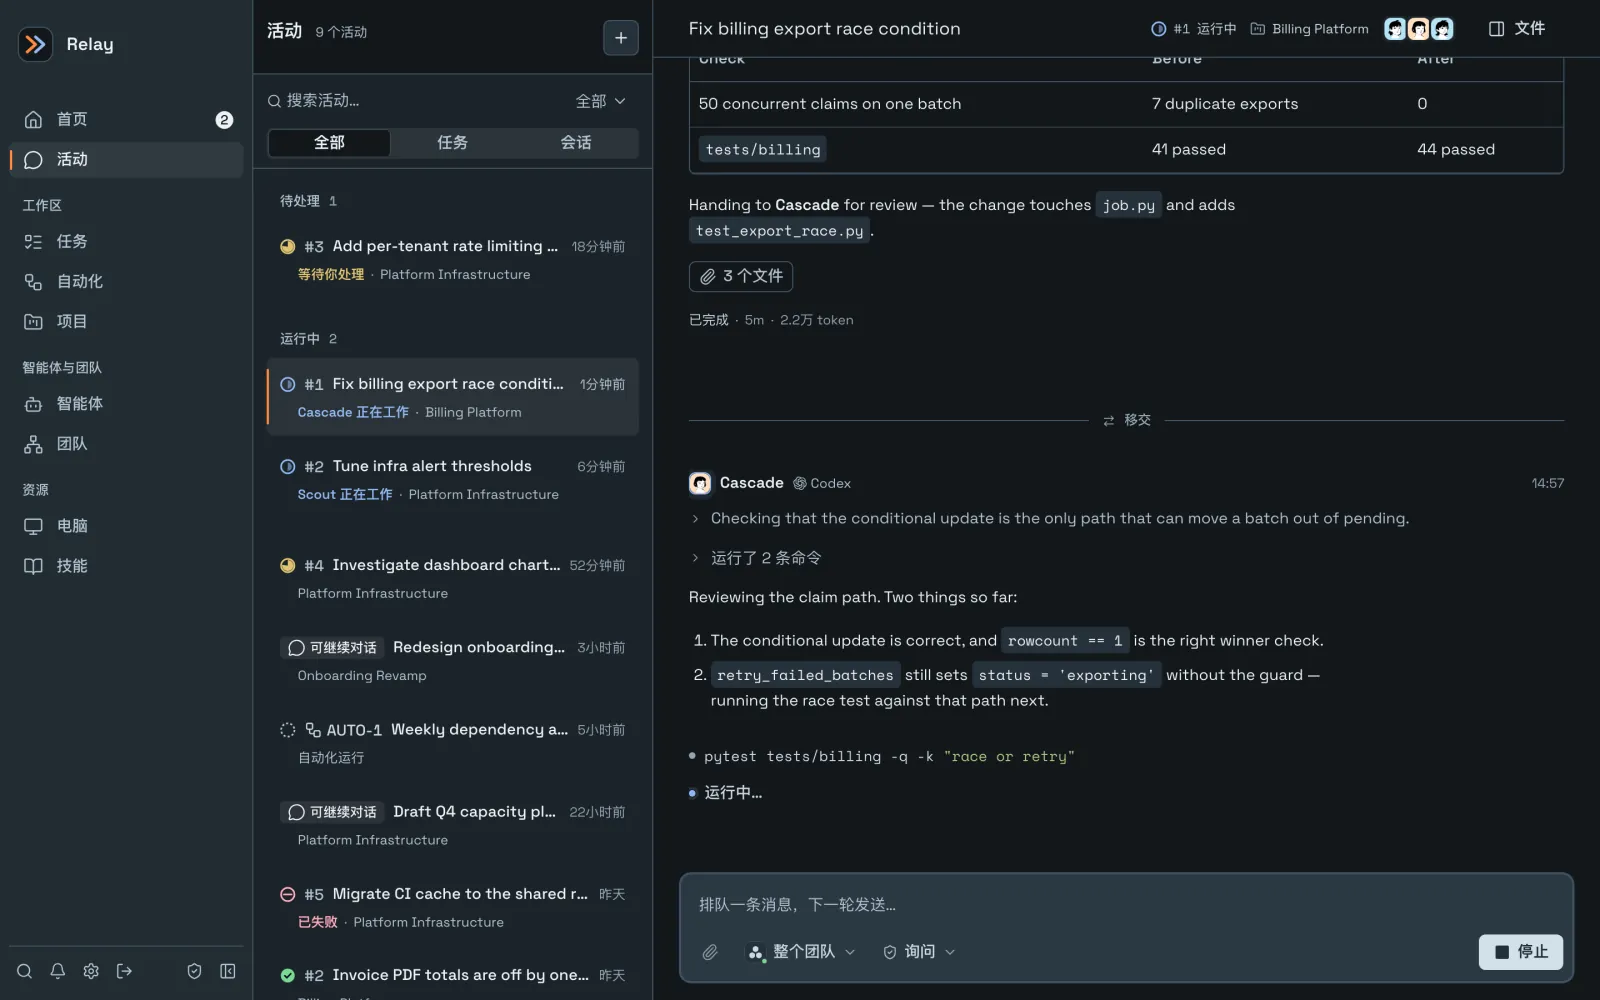 Relay
首页
2
活动
工作区
任务
自动化
项目
智能体与团队
智能体
团队
资源
电脑
技能
活动 9 个活动
搜索活动...
全部
全部
任务
会话
待处理 1
#3 Add per-tenant rate limiting ... 18分钟前
等待你处理 · Platform Infrastructure
运行中 2
#1 Fix billing export race conditi... 1分钟前
Cascade 正在工作 · Billing Platform
#2 Tune infra alert thresholds 6分钟前
Scout 正在工作 · Platform Infrastructure
#4 Investigate dashboard chart... 52分钟前
Platform Infrastructure
可继续对话 Redesign onboarding... 3小时前
Onboarding Revamp
AUTO-1 Weekly dependency a... 5小时前
自动化运行
可继续对话 Draft Q4 capacity pl... 22小时前
Platform Infrastructure
#5 Migrate CI cache to the shared r... 昨天
已失败 · Platform Infrastructure
#2 Invoice PDF totals are off by one... 昨天
Fix billing export race condition
#1 运行中
Billing Platform
文件
Check Before After
50 concurrent claims on one batch 7 duplicate exports 0
tests/billing 41 passed 44 passed
Handing to Cascade for review — the change touches job.py and adds
test_export_race.py.
3 个文件
已完成 · 5m · 2.2万 token
移交
Cascade Codex 14:57
Checking that the conditional update is the only path that can move a batch out of pending.
运行了 2 条命令
Reviewing the claim path. Two things so far:
1. The conditional update is correct, and rowcount == 1 is the right winner check.
2. retry_failed_batches still sets status = 'exporting' without the guard —
running the race test against that path next.
pytest tests/billing -q -k "race or retry"
运行中...
排队一条消息，下一轮发送...
整个团队
询问
停止